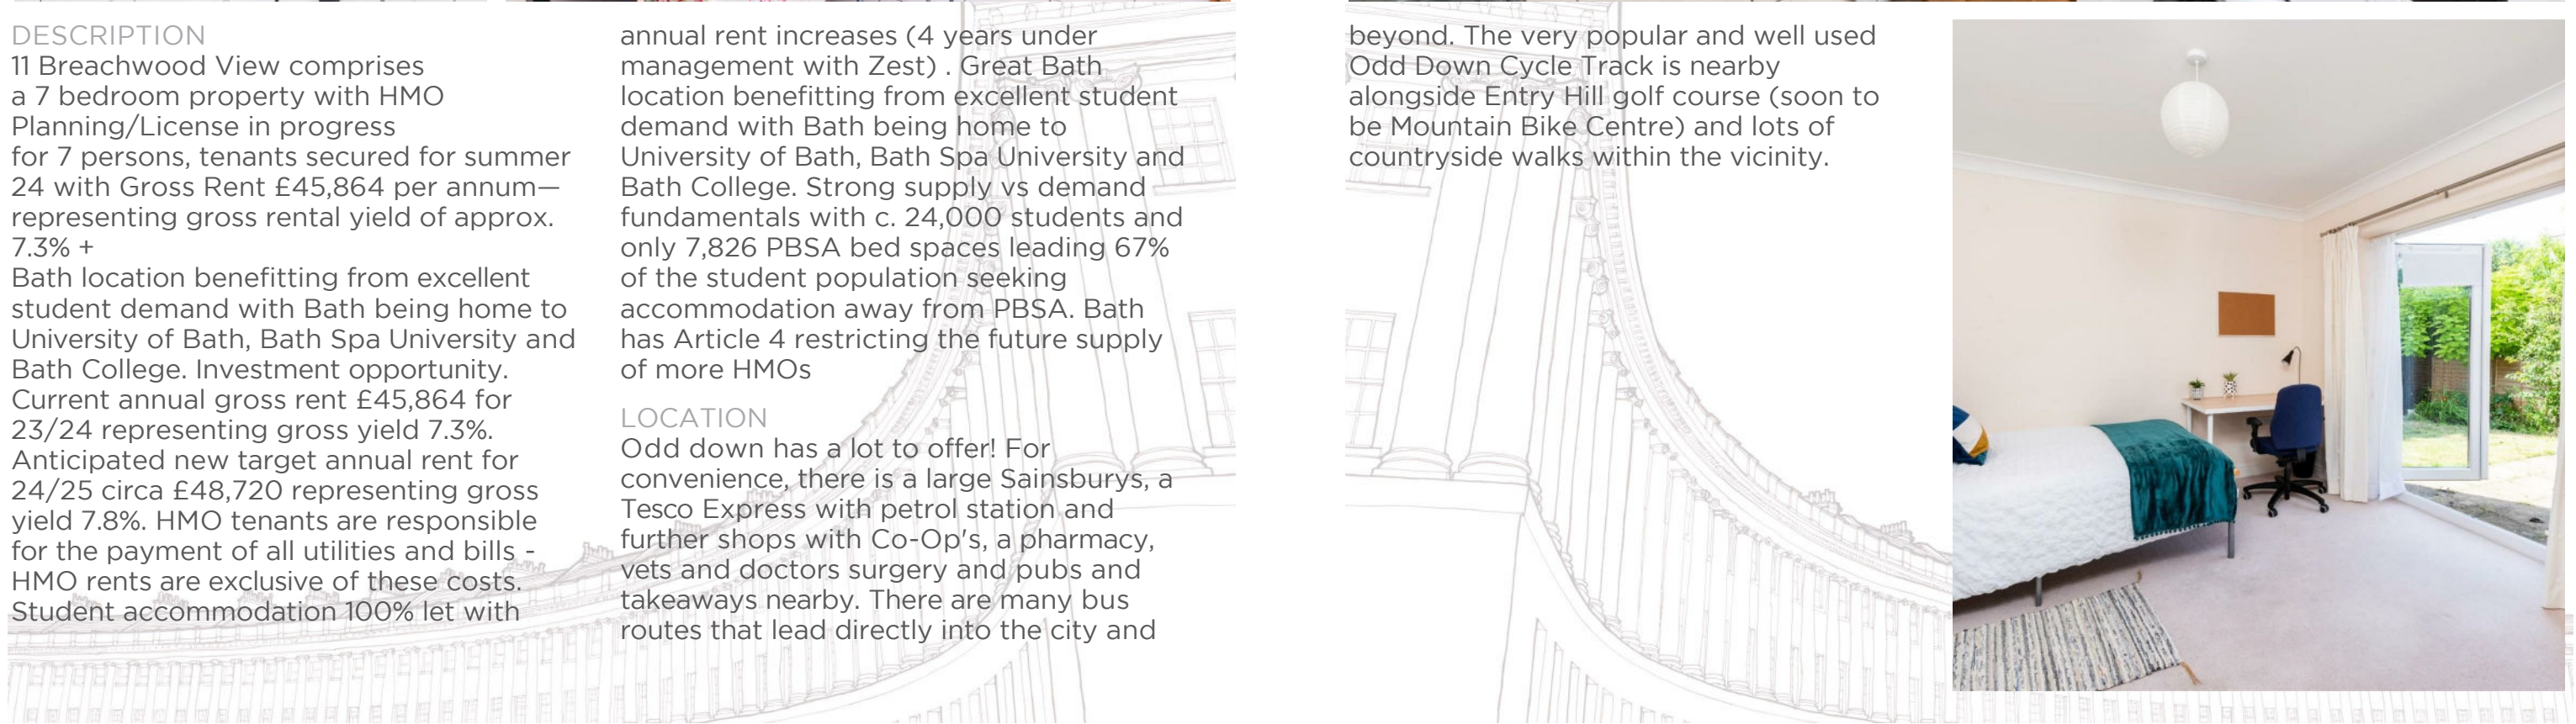 DESCRIPTION
11 Breachwood View comprises
a 7 bedroom property with HMO
Planning/License in progress
for 7 persons, tenants secured for summer
24 with Gross Rent £45,864 per annum—
representing gross rental yield of approx.
7.3% +
Bath location benefitting from excellent
student demand with Bath being home to
University of Bath, Bath Spa University and
Bath College. Investment opportunity.
Current annual gross rent £45,864 for
23/24 representing gross yield 7.3%.
Anticipated new target annual rent for
24/25 circa £48,720 representing gross
yield 7.8%. HMO tenants are responsible
for the payment of all utilities and bills -
HMO rents are exclusive of these costs.
Student accommodation 100% let with
annual rent increases (4 years under
management with Zest) . Great Bath
location benefitting from excellent student
demand with Bath being home to
University of Bath, Bath Spa University and
Bath College. Strong supply vs demand
fundamentals with c. 24,000 students and
only 7,826 PBSA bed spaces leading 67%
of the student population seeking
accommodation away from PBSA. Bath
has Article 4 restricting the future supply
of more HMOs
LOCATION
Odd down has a lot to offer! For
convenience, there is a large Sainsburys, a
Tesco Express with petrol station and
further shops with Co-Op's, a pharmacy,
vets and doctors surgery and pubs and
takeaways nearby. There are many bus
routes that lead directly into the city and
beyond. The very popular and well used
Odd Down Cycle Track is nearby
alongside Entry Hill golf course (soon to
be Mountain Bike Centre) and lots of
countryside walks within the vicinity.